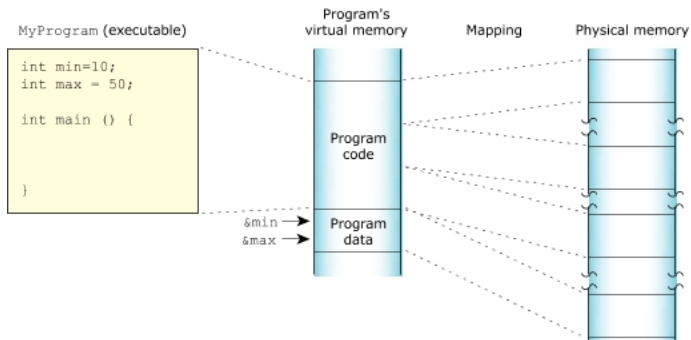 MyProgram (executable)
Program's
virtual memory
Mapping
Physical memory
int min=10;
int max = 50;
int main () {
}
Program
code
&min
&max
Program
data